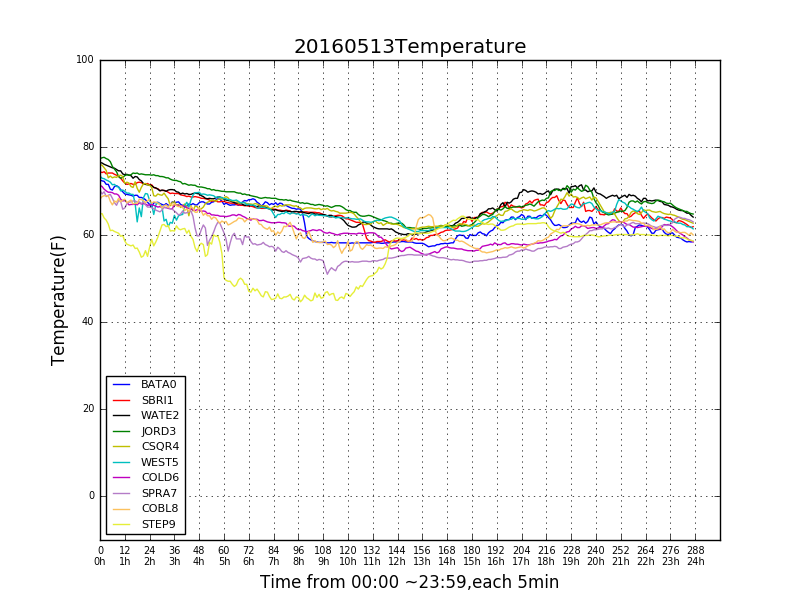 20160513Temperature
100
80
60
40
20
0
Temperature(F)
BATA0
SBRI1
WATE2
JORD3
CSQR4
WEST5
COLD6
SPRA7
COBL8
STEP9
0 12 24 36 48 60 72 84 96 108 120 132 144 156 168 180 192 204 216 228 240 252 264 276 288
0h 1h 2h 3h 4h 5h 6h 7h 8h 9h 10h 11h 12h 13h 14h 15h 16h 17h 18h 19h 20h 21h 22h 23h 24h
Time from 00:00 ~23:59,each 5min